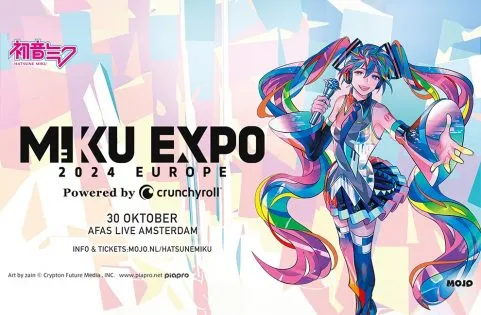 初音ミク
HATSUNE MIKU
MIKU EXPO
2024 EUROPE
Powered by crunchyroll
30 OKTOBER
AFAS LIVE AMSTERDAM
INFO & TICKETS:MOJO.NL/HATSUNEMIKU
Art by zain © Crypton Future Media , INC. www.piapro.net piapro
MOJO